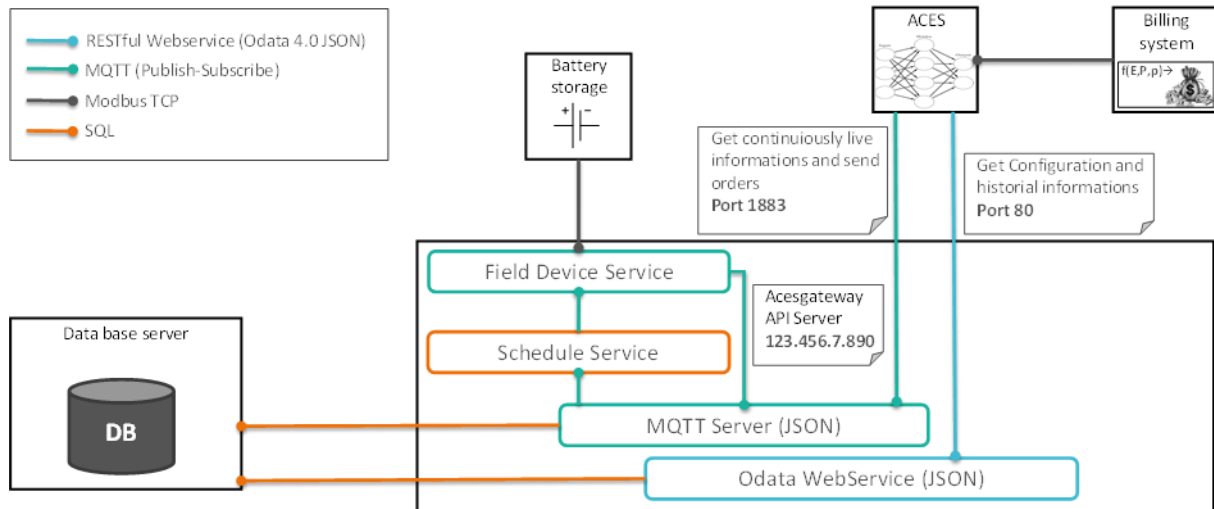 RESTful Webservice (Odata 4.0 JSON)
MQTT (Publish-Subscribe)
Modbus TCP
SQL
Battery
storage
+ −
ACES
Billing
system
f(E,P,p)→
$
Get continuiously live
informations and send
orders
Port 1883
Get Configuration and
historial informations
Port 80
Field Device Service
Acesgateway
API Server
123.456.7.890
Data base server
DB
Schedule Service
MQTT Server (JSON)
Odata WebService (JSON)